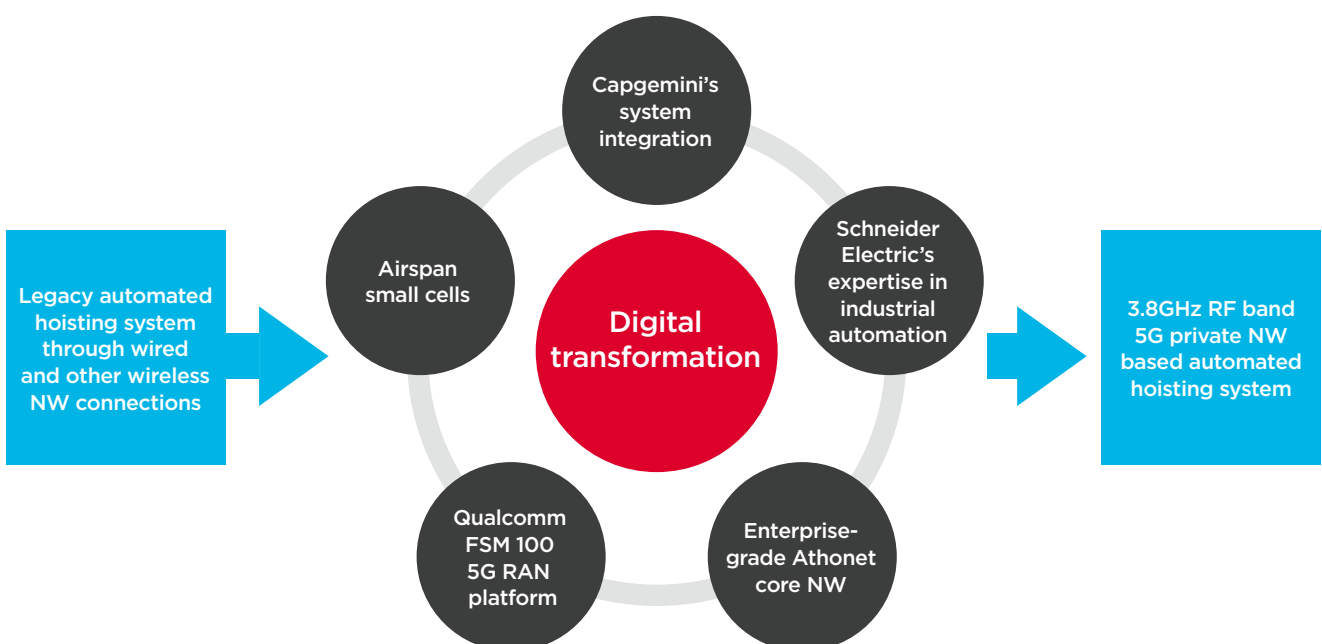 Capgemini's
system
integration
Schneider
Electric's
expertise in
industrial
automation
Airspan
small cells
Legacy automated
hoisting system
through wired
and other wireless
NW connections
Digital
transformation
3.8GHz RF band
5G private NW
based automated
hoisting system
Qualcomm
FSM 100
5G RAN
platform
Enterprise-
grade Athonet
core NW